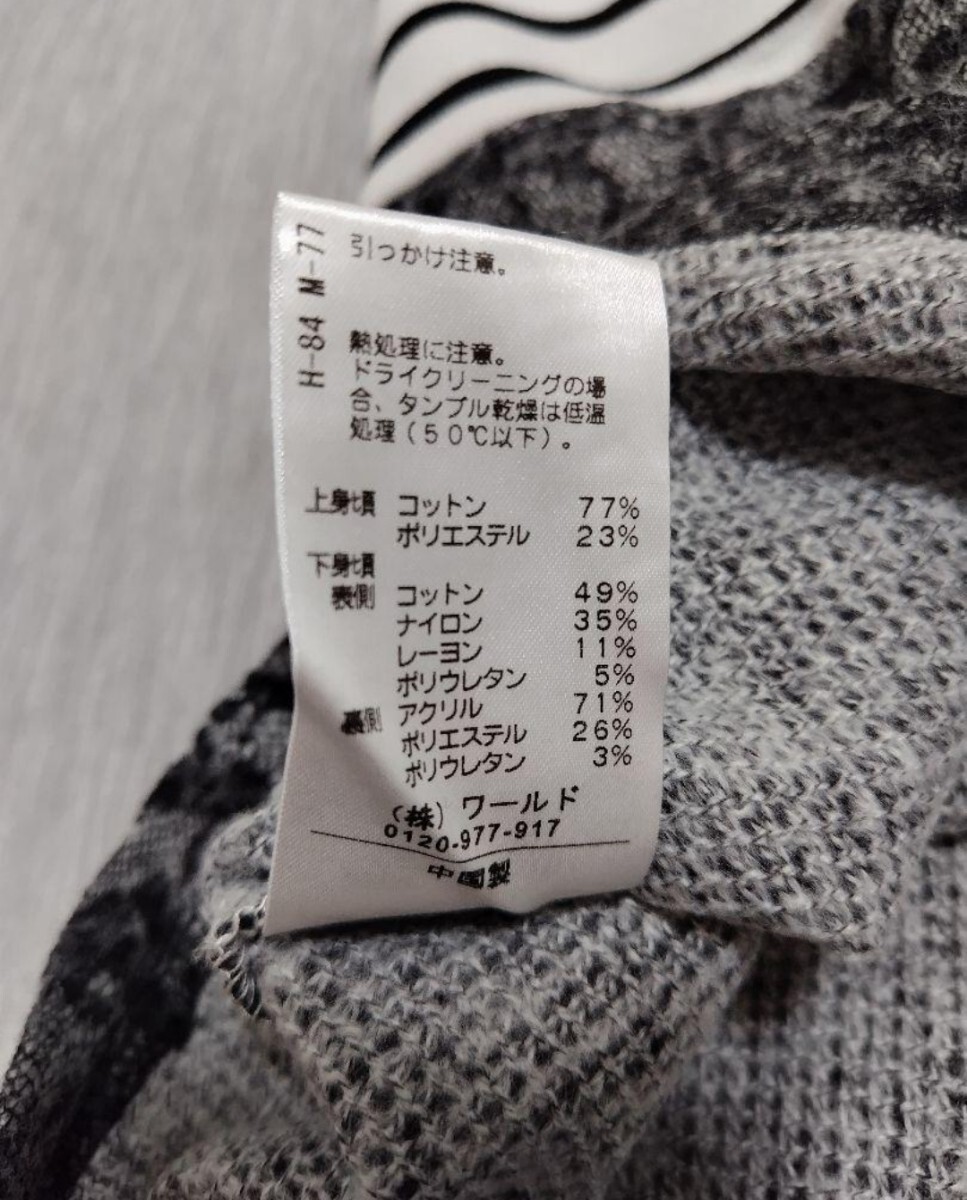 H-84 M-77
引っかけ注意。
熱処理に注意。
ドライクリーニングの場
合、タンブル乾燥は低温
処理(50℃以下)。
上身頃 コットン 77%
ポリエステル 23%
下身頃
表側 コットン 49%
ナイロン 35%
レーヨン 11%
ポリウレタン 5%
裏側 アクリル 71%
ポリエステル 26%
ポリウレタン 3%
(株)ワールド
0120-977-917
中国製